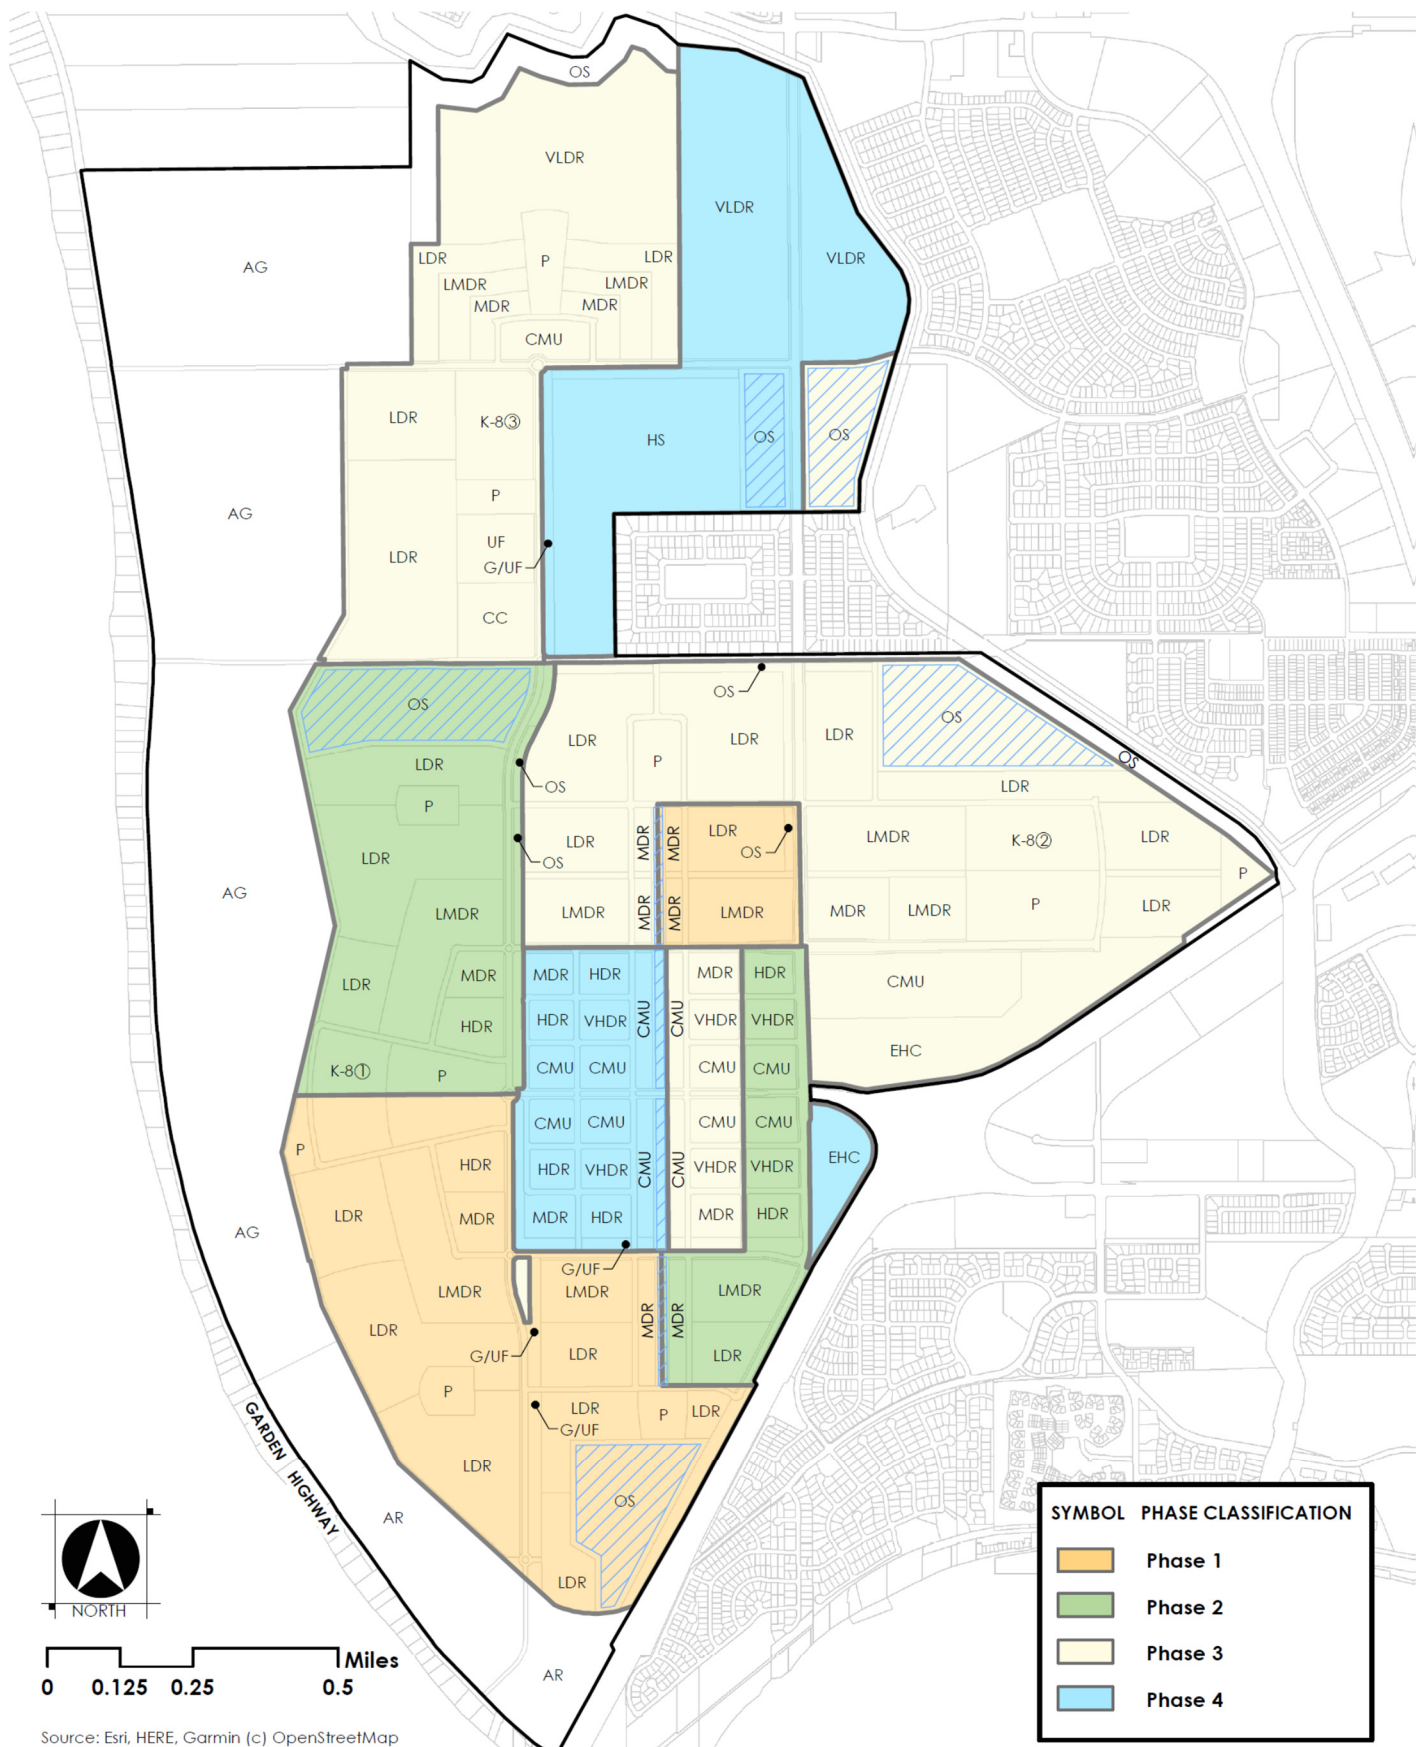 OS
VLDR
VLDR
VLDR
AG
LDR
P
LDR
LMDR
LMDR
MDR
MDR
CMU
LDR
K-8③
HS
OS
OS
P
AG
UF
LDR
G/UF
CC
OS
OS
OS
LDR
LDR
LDR
OS
P
OS
LDR
OS
LDR
P
MDR
MDR
LDR
LDR
LMDR
K-8②
LDR
OS
OS
LDR
P
AG
LMDR
LMDR
MDR
MDR
LMDR
MDR
LMDR
P
LDR
LDR
MDR
MDR
HDR
MDR
HDR
CMU
HDR
HDR
VHDR
CMU
CMU
VHDR
VHDR
EHC
K-8①
P
CMU
CMU
CMU
CMU
P
CMU
CMU
CMU
CMU
HDR
HDR
VHDR
CMU
CMU
VHDR
VHDR
EHC
LDR
MDR
MDR
HDR
MDR
HDR
AG
G/UF
LMDR
LMDR
MDR
MDR
LMDR
LDR
G/UF
LDR
LDR
P
LDR
P
LDR
G/UF
LDR
OS
AR
LDR
AR
GARDEN HIGHWAY
NORTH
Miles
0 0.125 0.25 0.5
Source: Esri, HERE, Garmin (c) OpenStreetMap
SYMBOL PHASE CLASSIFICATION
Phase 1
Phase 2
Phase 3
Phase 4